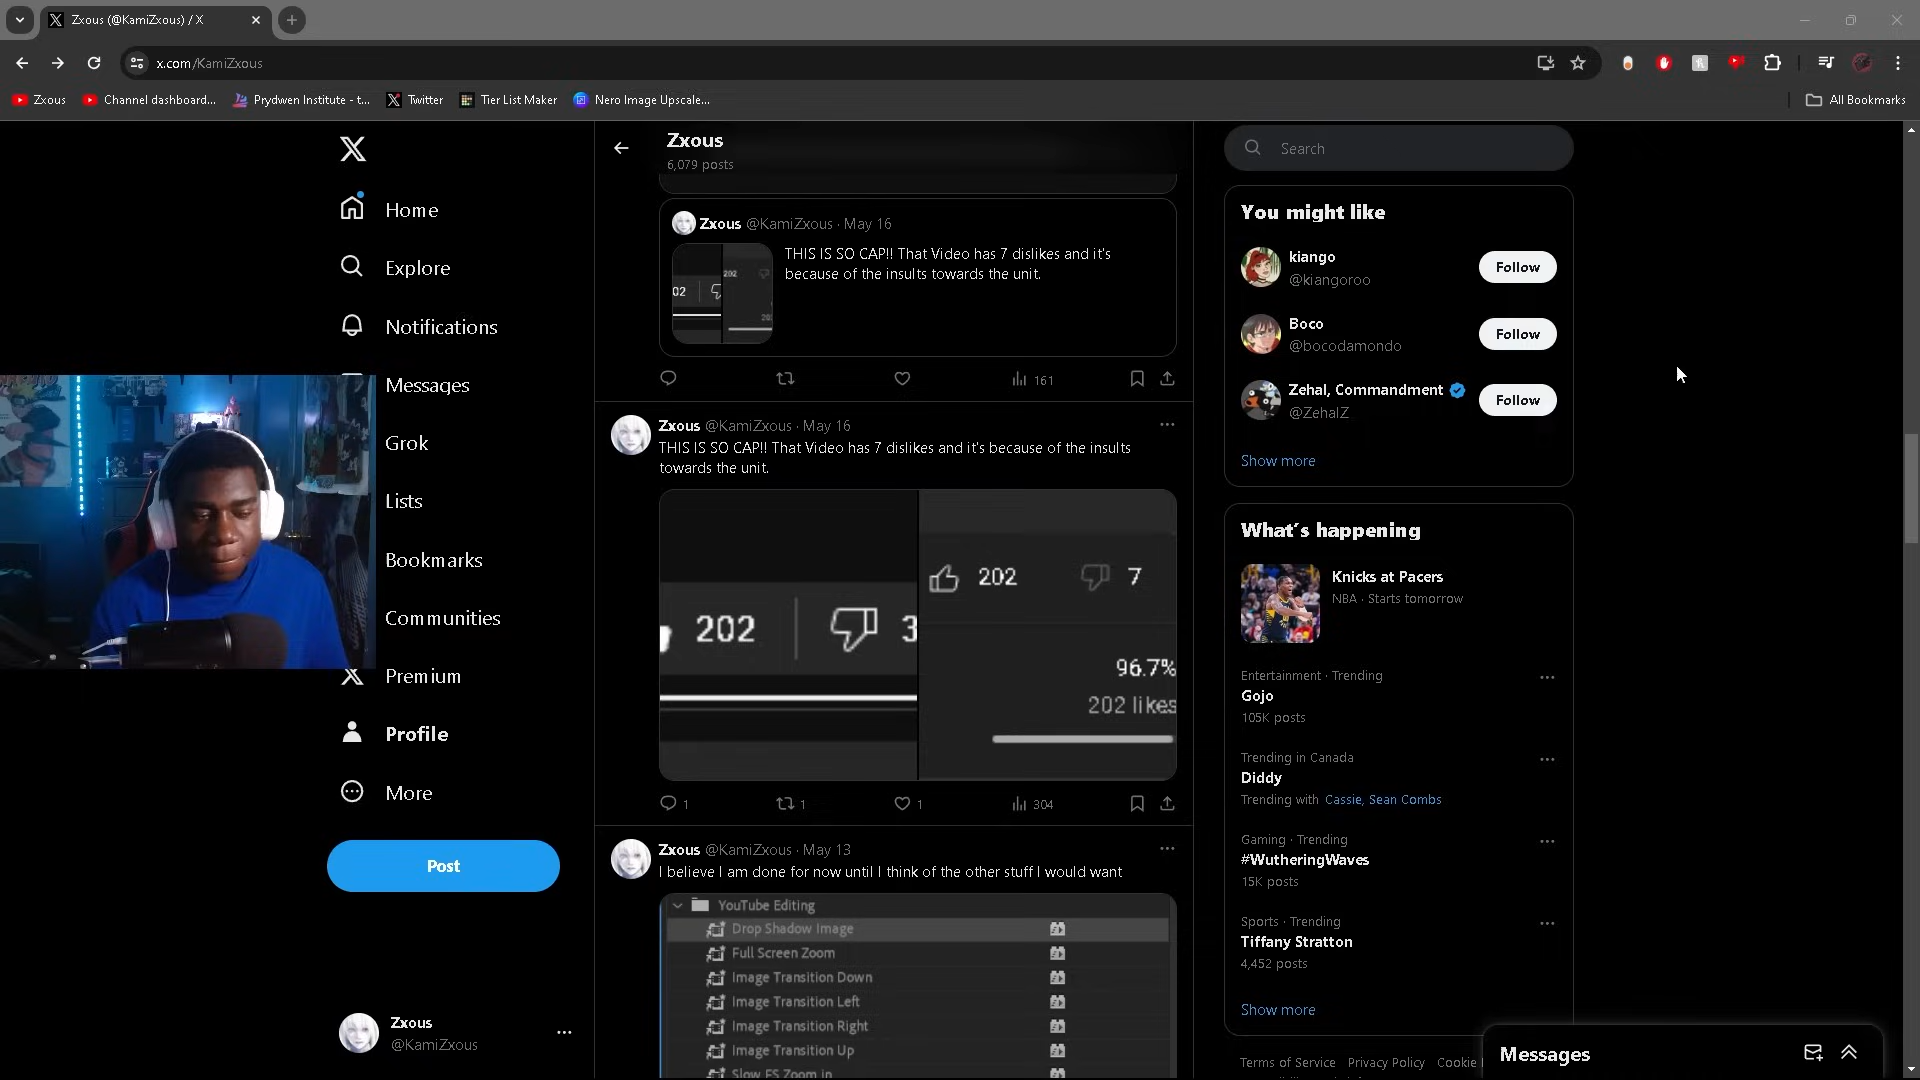 Zxous (@KamiZxous) / X
x.com/KamiZxous
Zxous
Channel dashboard...
Prydwen Institute - t...
Twitter
Tier List Maker
Nero Image Upscale...
All Bookmarks
Home
Explore
Notifications
Messages
Grok
Lists
Bookmarks
Communities
Premium
Profile
More
Post
Zxous
@KamiZxous
Zxous
6,079 posts
Zxous @KamiZxous · May 16
THIS IS SO CAP!! That Video has 7 dislikes and it's
because of the insults towards the unit.
02
202
161
Zxous @KamiZxous · May 16
THIS IS SO CAP!! That Video has 7 dislikes and it's because of the insults
towards the unit.
202
3
202
7
96.7%
202 likes
1
1
1
304
Zxous @KamiZxous · May 13
I believe I am done for now until I think of the other stuff I would want
YouTube Editing
Drop Shadow Image
Full Screen Zoom
Image Transition Down
Image Transition Left
Image Transition Right
Image Transition Up
Slow FS Zoom in
Search
You might like
kiango
@kiangoroo
Follow
Boco
@bocodamondo
Follow
Zehal, Commandment
@ZehalZ
Follow
Show more
What's happening
Knicks at Pacers
NBA · Starts tomorrow
Entertainment · Trending
Gojo
105K posts
Trending in Canada
Diddy
Trending with Cassie, Sean Combs
Gaming · Trending
#WutheringWaves
15K posts
Sports · Trending
Tiffany Stratton
4,452 posts
Show more
Terms of Service Privacy Policy Cookie
Messages